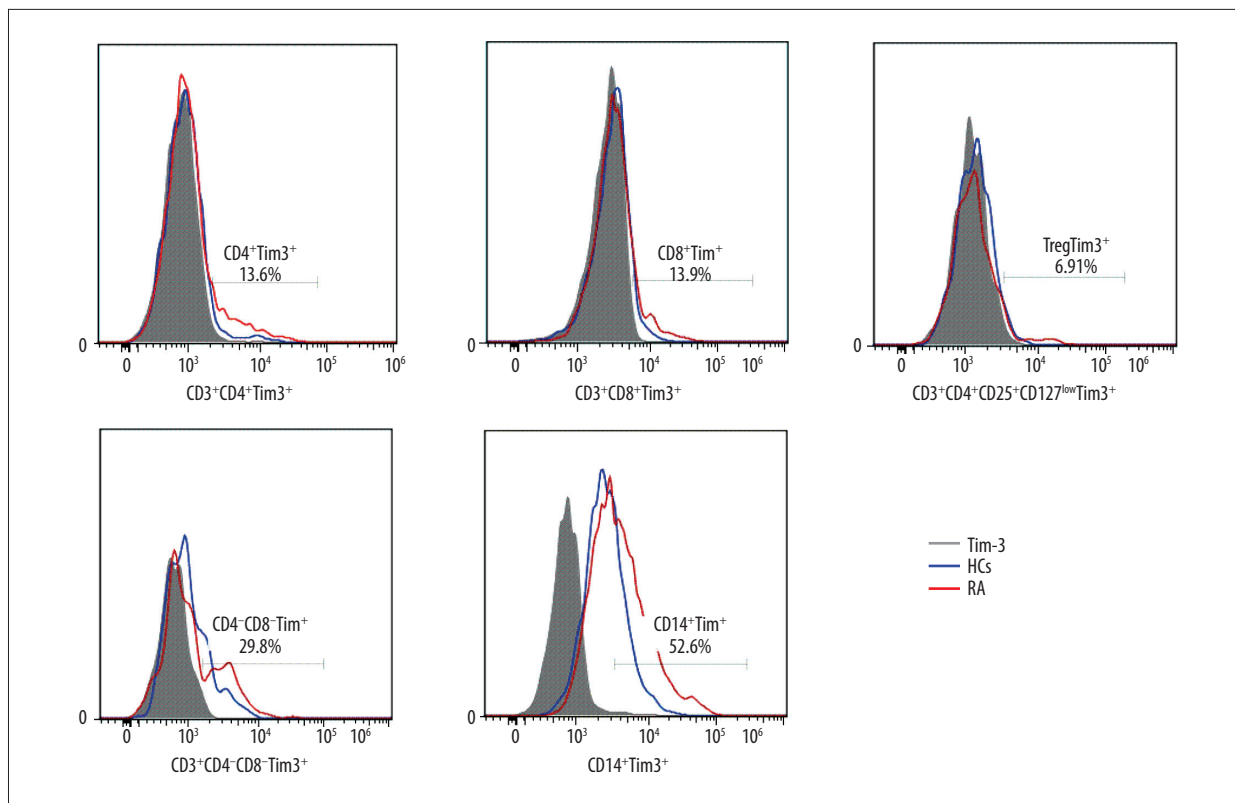 CD4⁺Tim3⁺
13.6%
0
0 10³ 10⁴ 10⁵ 10⁶
CD3⁺CD4⁺Tim3⁺
CD8⁺Tim⁺
13.9%
0
0 10³ 10⁴ 10⁵ 10⁶
CD3⁺CD8⁺Tim3⁺
TregTim3⁺
6.91%
0
0 10³ 10⁴ 10⁵ 10⁶
CD3⁺CD4⁺CD25⁺CD127ˡᵒʷTim3⁺
CD4⁻CD8⁻Tim⁺
29.8%
0
0 10³ 10⁴ 10⁵ 10⁶
CD3⁺CD4⁻CD8⁻Tim3⁺
CD14⁺Tim⁺
52.6%
0
0 10³ 10⁴ 10⁵ 10⁶
CD14⁺Tim3⁺
Tim-3
HCs
RA